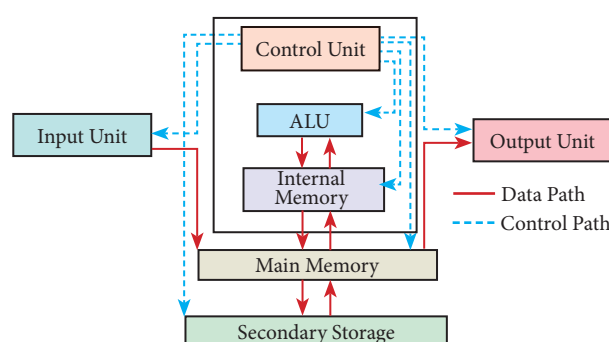 Control Unit
Input Unit
ALU
Output Unit
Internal
Memory
Data Path
Control Path
Main Memory
Secondary Storage